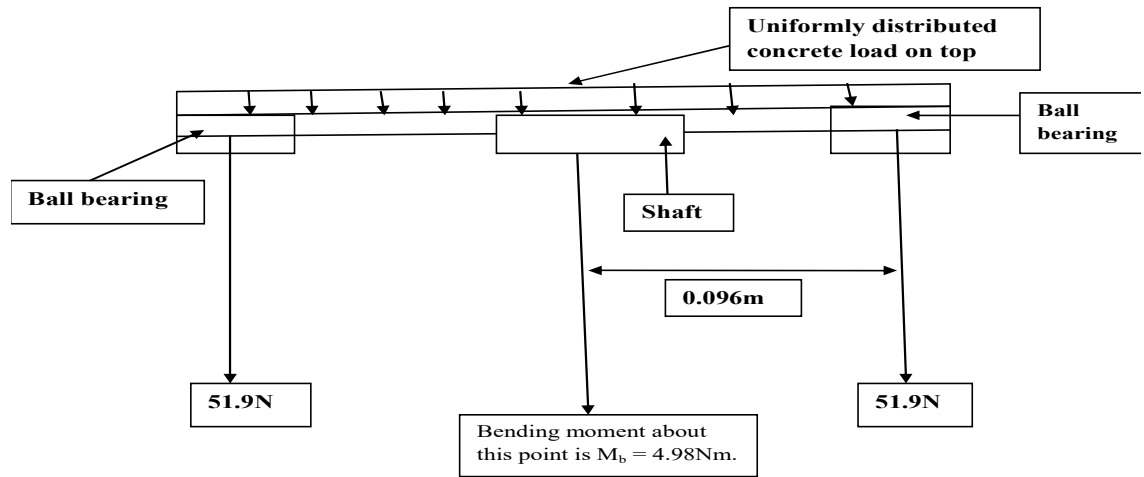 Uniformly distributed
concrete load on top
Ball
bearing
Ball bearing
Shaft
0.096m
51.9N
51.9N
Bending moment about
this point is M_b = 4.98Nm.